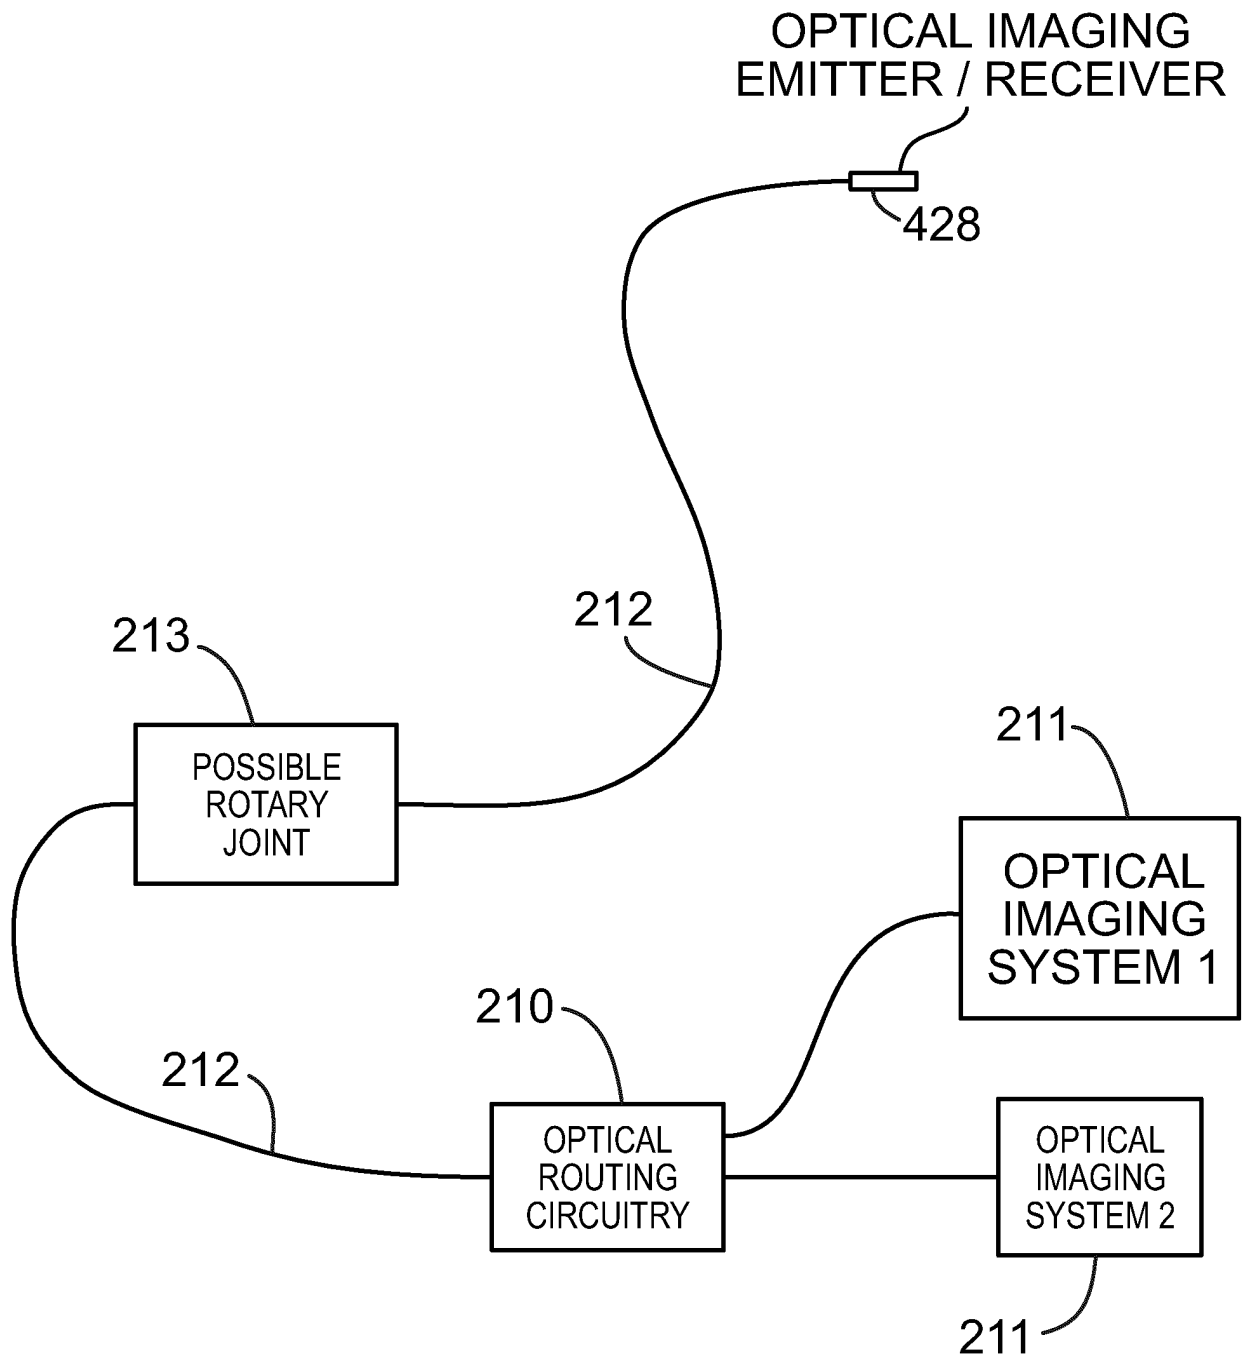 OPTICAL IMAGING
EMITTER / RECEIVER
428
212
213
POSSIBLE
ROTARY
JOINT
211
OPTICAL
IMAGING
SYSTEM 1
210
212
OPTICAL
ROUTING
CIRCUITRY
OPTICAL
IMAGING
SYSTEM 2
211